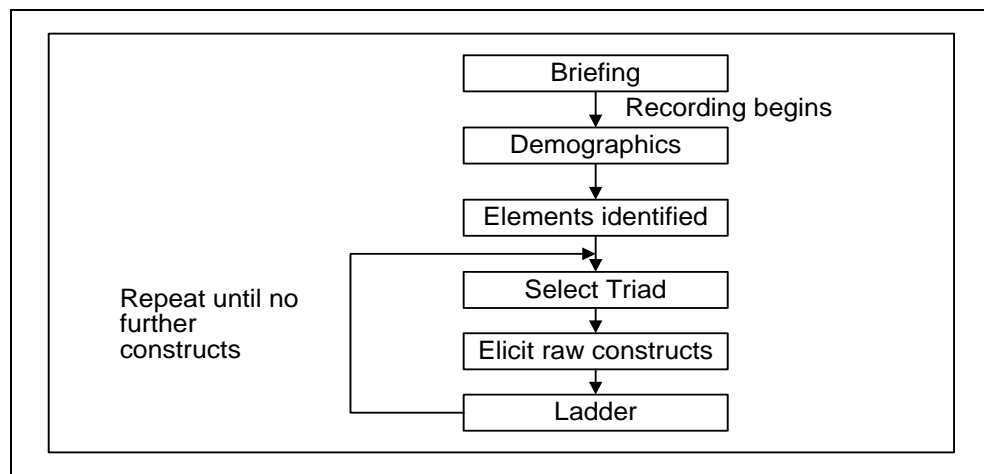 Briefing
Recording begins
Demographics
Elements identified
Select Triad
Repeat until no
further
constructs
Elicit raw constructs
Ladder